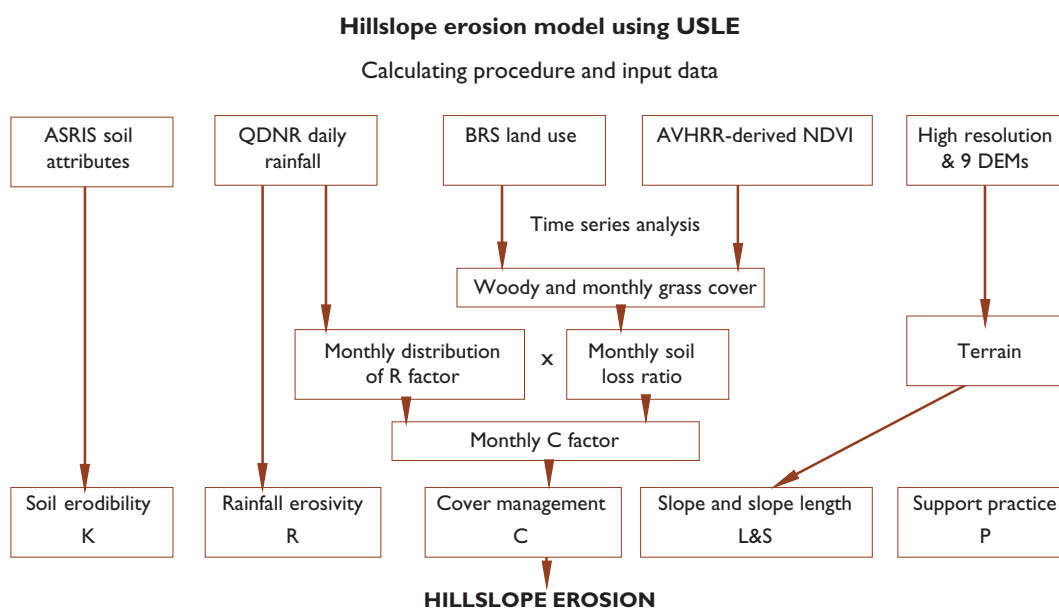 Hillslope erosion model using USLE
Calculating procedure and input data
ASRIS soil
attributes
QDNR daily
rainfall
BRS land use
AVHRR-derived NDVI
High resolution
& 9 DEMs
Time series analysis
Woody and monthly grass cover
Monthly distribution
of R factor
x
Monthly soil
loss ratio
Terrain
Monthly C factor
Soil erodibility
K
Rainfall erosivity
R
Cover management
C
Slope and slope length
L&S
Support practice
P
HILLSLOPE EROSION